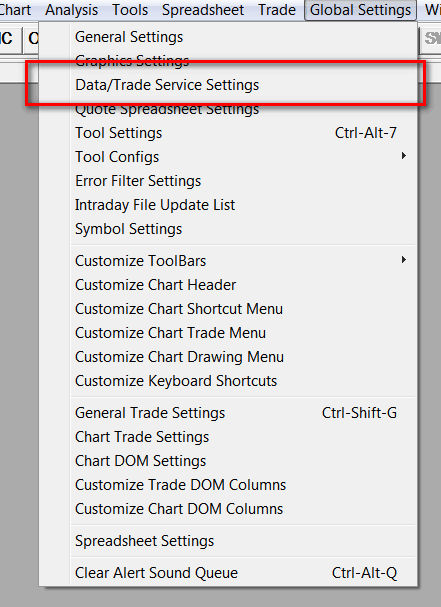 Chart Analysis Tools Spreadsheet Trade Global Settings Wi
IC
General Settings
Graphics Settings
Data/Trade Service Settings
Quote Spreadsheet Settings
Tool Settings Ctrl-Alt-7
Tool Configs
Error Filter Settings
Intraday File Update List
Symbol Settings
Customize ToolBars
Customize Chart Header
Customize Chart Shortcut Menu
Customize Chart Trade Menu
Customize Chart Drawing Menu
Customize Keyboard Shortcuts
General Trade Settings Ctrl-Shift-G
Chart Trade Settings
Chart DOM Settings
Customize Trade DOM Columns
Customize Chart DOM Columns
Spreadsheet Settings
Clear Alert Sound Queue Ctrl-Alt-Q